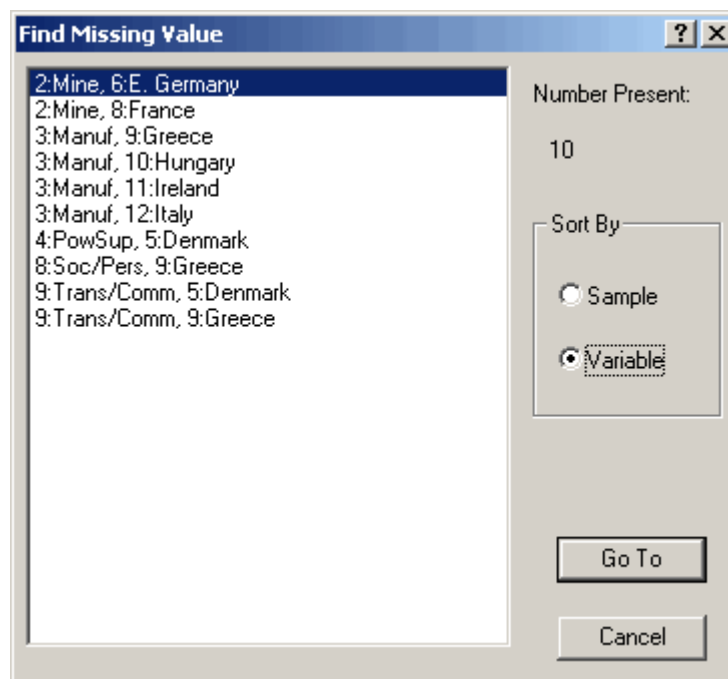 Find Missing Value
2:Mine, 6:E. Germany
2:Mine, 8:France
3:Manuf, 9:Greece
3:Manuf, 10:Hungary
3:Manuf, 11:Ireland
3:Manuf, 12:Italy
4:PowSup, 5:Denmark
8:Soc/Pers, 9:Greece
9:Trans/Comm, 5:Denmark
9:Trans/Comm, 9:Greece
Number Present:
10
Sort By
Sample
Variable
Go To
Cancel